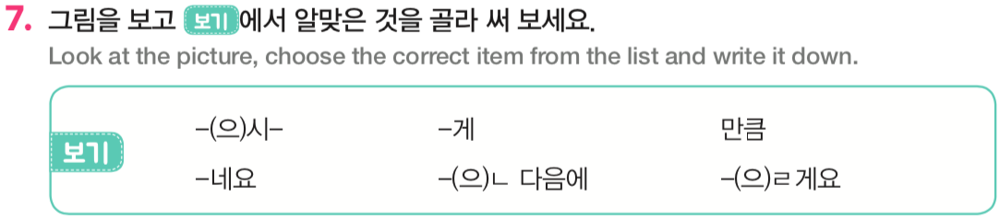 7. 그림을 보고 보기에서 알맞은 것을 골라 써 보세요.
Look at the picture, choose the correct item from the list and write it down.
보기
–(으)시– –게 만큼
–네요 –(으)ㄴ 다음에 –(으)ㄹ게요